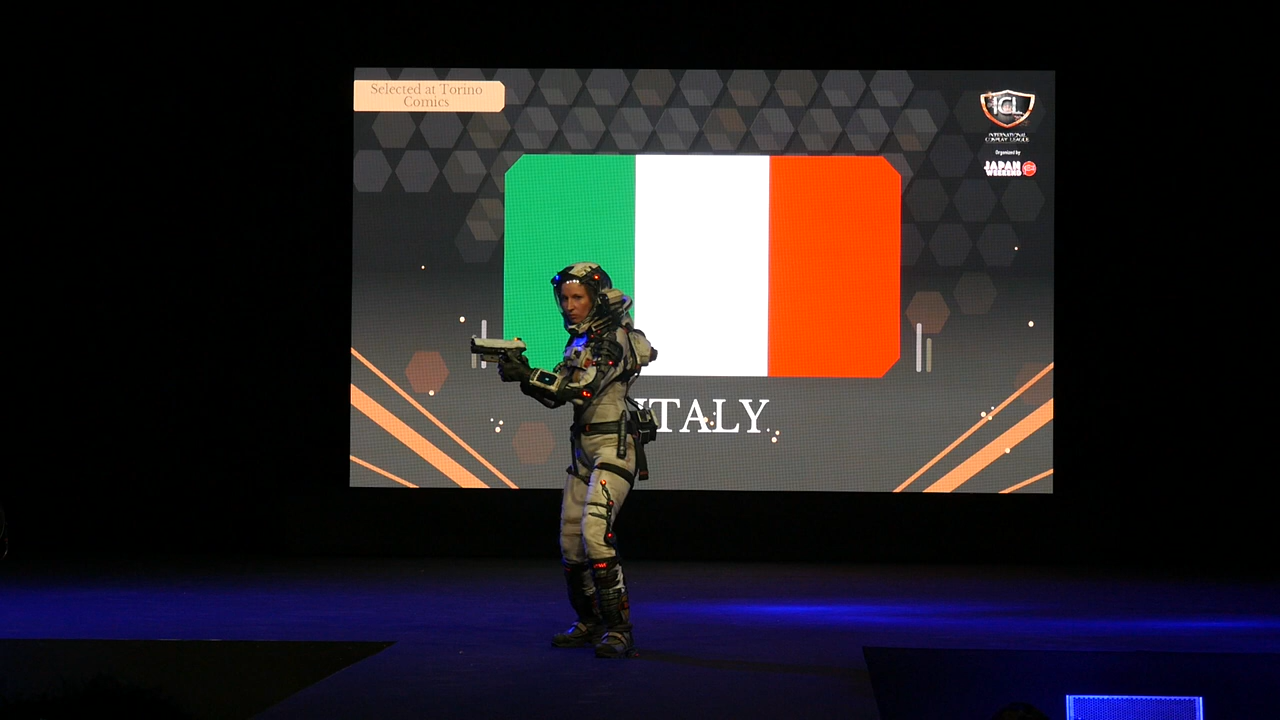 Selected at Torino
Comics
ICL
INTERNATIONAL
COSPLAY LEAGUE
Organized by
JAPAN
WEEKEND
ITALY